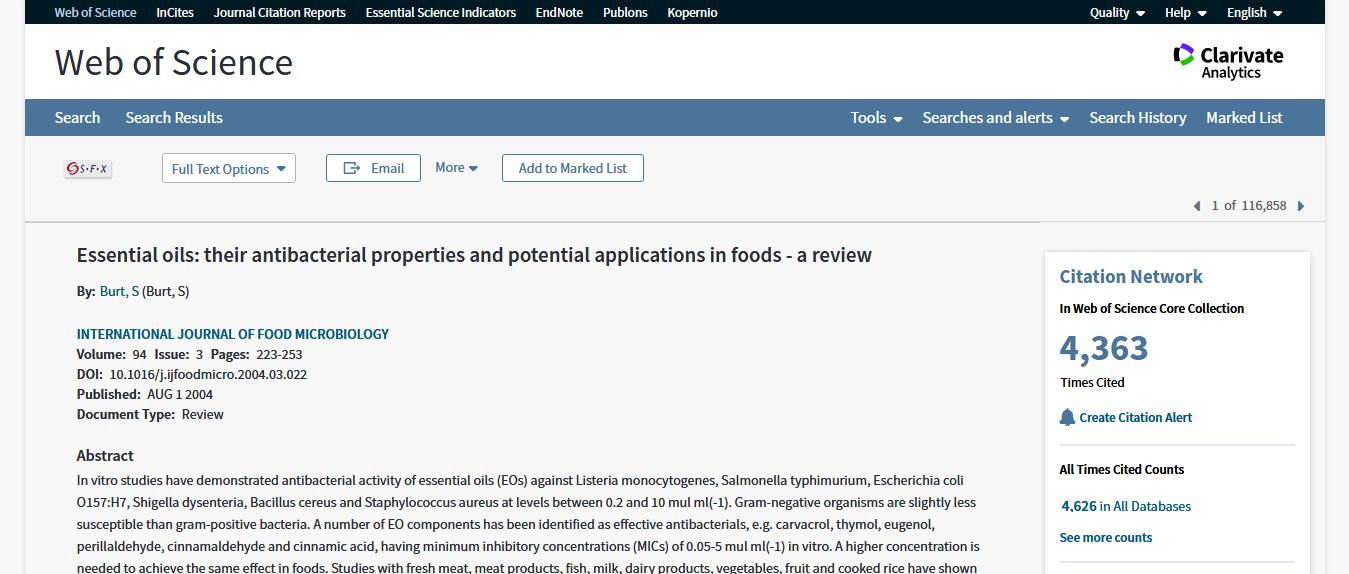 Web of Science InCites Journal Citation Reports Essential Science Indicators EndNote Publons Kopernio Quality Help English
Web of Science
Clarivate
Analytics
Search Search Results Tools Searches and alerts Search History Marked List
S·F·X Full Text Options Email More Add to Marked List
1 of 116,858
Essential oils: their antibacterial properties and potential applications in foods - a review
By: Burt, S (Burt, S)
INTERNATIONAL JOURNAL OF FOOD MICROBIOLOGY
Volume: 94 Issue: 3 Pages: 223-253
DOI: 10.1016/j.ijfoodmicro.2004.03.022
Published: AUG 1 2004
Document Type: Review
Abstract
In vitro studies have demonstrated antibacterial activity of essential oils (EOs) against Listeria monocytogenes, Salmonella typhimurium, Escherichia coli
O157:H7, Shigella dysenteria, Bacillus cereus and Staphylococcus aureus at levels between 0.2 and 10 mul ml(-1). Gram-negative organisms are slightly less
susceptible than gram-positive bacteria. A number of EO components has been identified as effective antibacterials, e.g. carvacrol, thymol, eugenol,
perillaldehyde, cinnamaldehyde and cinnamic acid, having minimum inhibitory concentrations (MICs) of 0.05-5 mul ml(-1) in vitro. A higher concentration is
needed to achieve the same effect in foods. Studies with fresh meat, meat products, fish, milk, dairy products, vegetables, fruit and cooked rice have shown
Citation Network
In Web of Science Core Collection
4,363
Times Cited
Create Citation Alert
All Times Cited Counts
4,626 in All Databases
See more counts